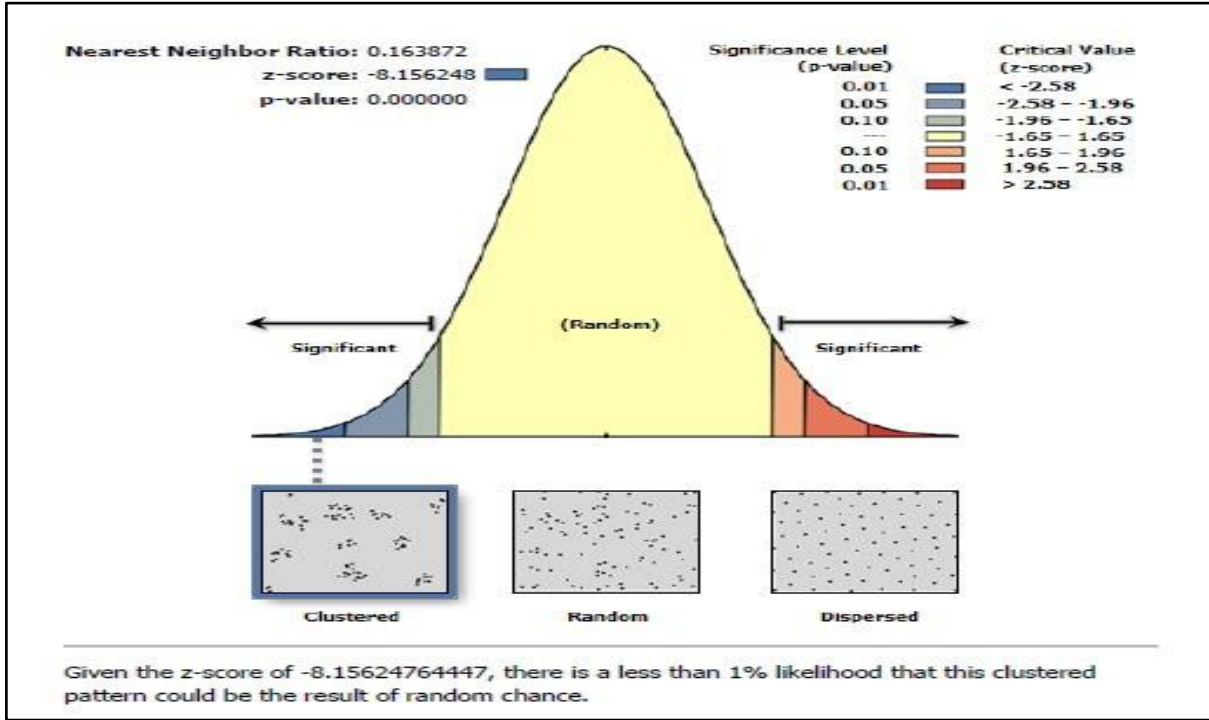 Nearest Neighbor Ratio: 0.163872
z-score: -8.156248
p-value: 0.000000
Significance Level
(p-value)
Critical Value
(z-score)
0.01 < -2.58
0.05 -2.58 – -1.96
0.10 -1.96 – -1.65
--- -1.65 – 1.65
0.10 1.65 – 1.96
0.05 1.96 – 2.58
0.01 > 2.58
Significant
(Random)
Significant
Clustered
Random
Dispersed
Given the z-score of -8.15624764447, there is a less than 1% likelihood that this clustered
pattern could be the result of random chance.